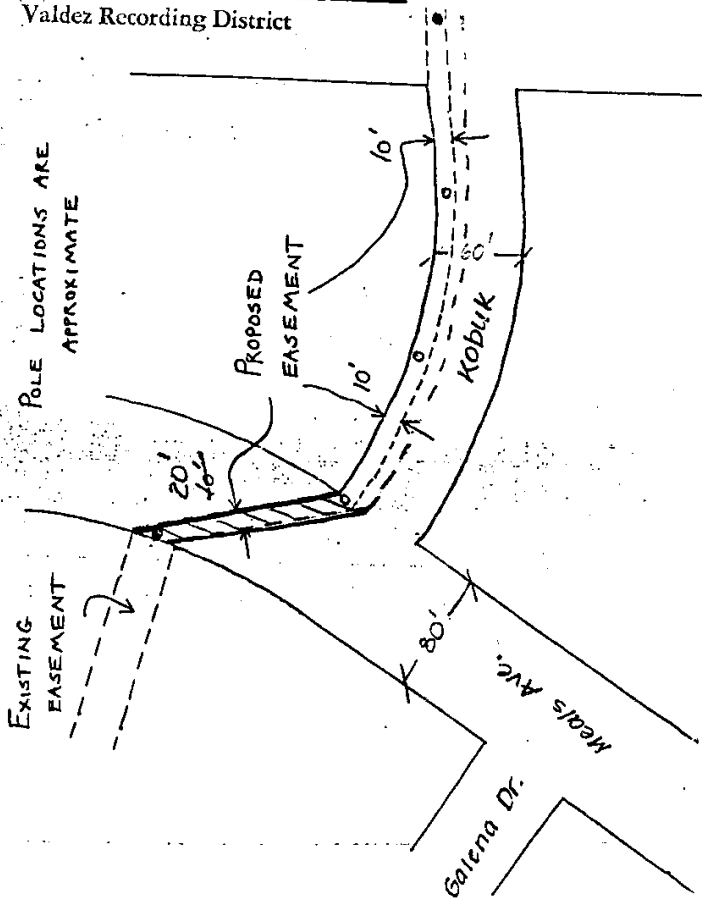 Valdez Recording District
POLE LOCATIONS ARE
APPROXIMATE
PROPOSED
EASEMENT
10'
60'
10'
KOBUK
20'
EXISTING
EASEMENT
80'
Meals Ave.
Galena Dr.